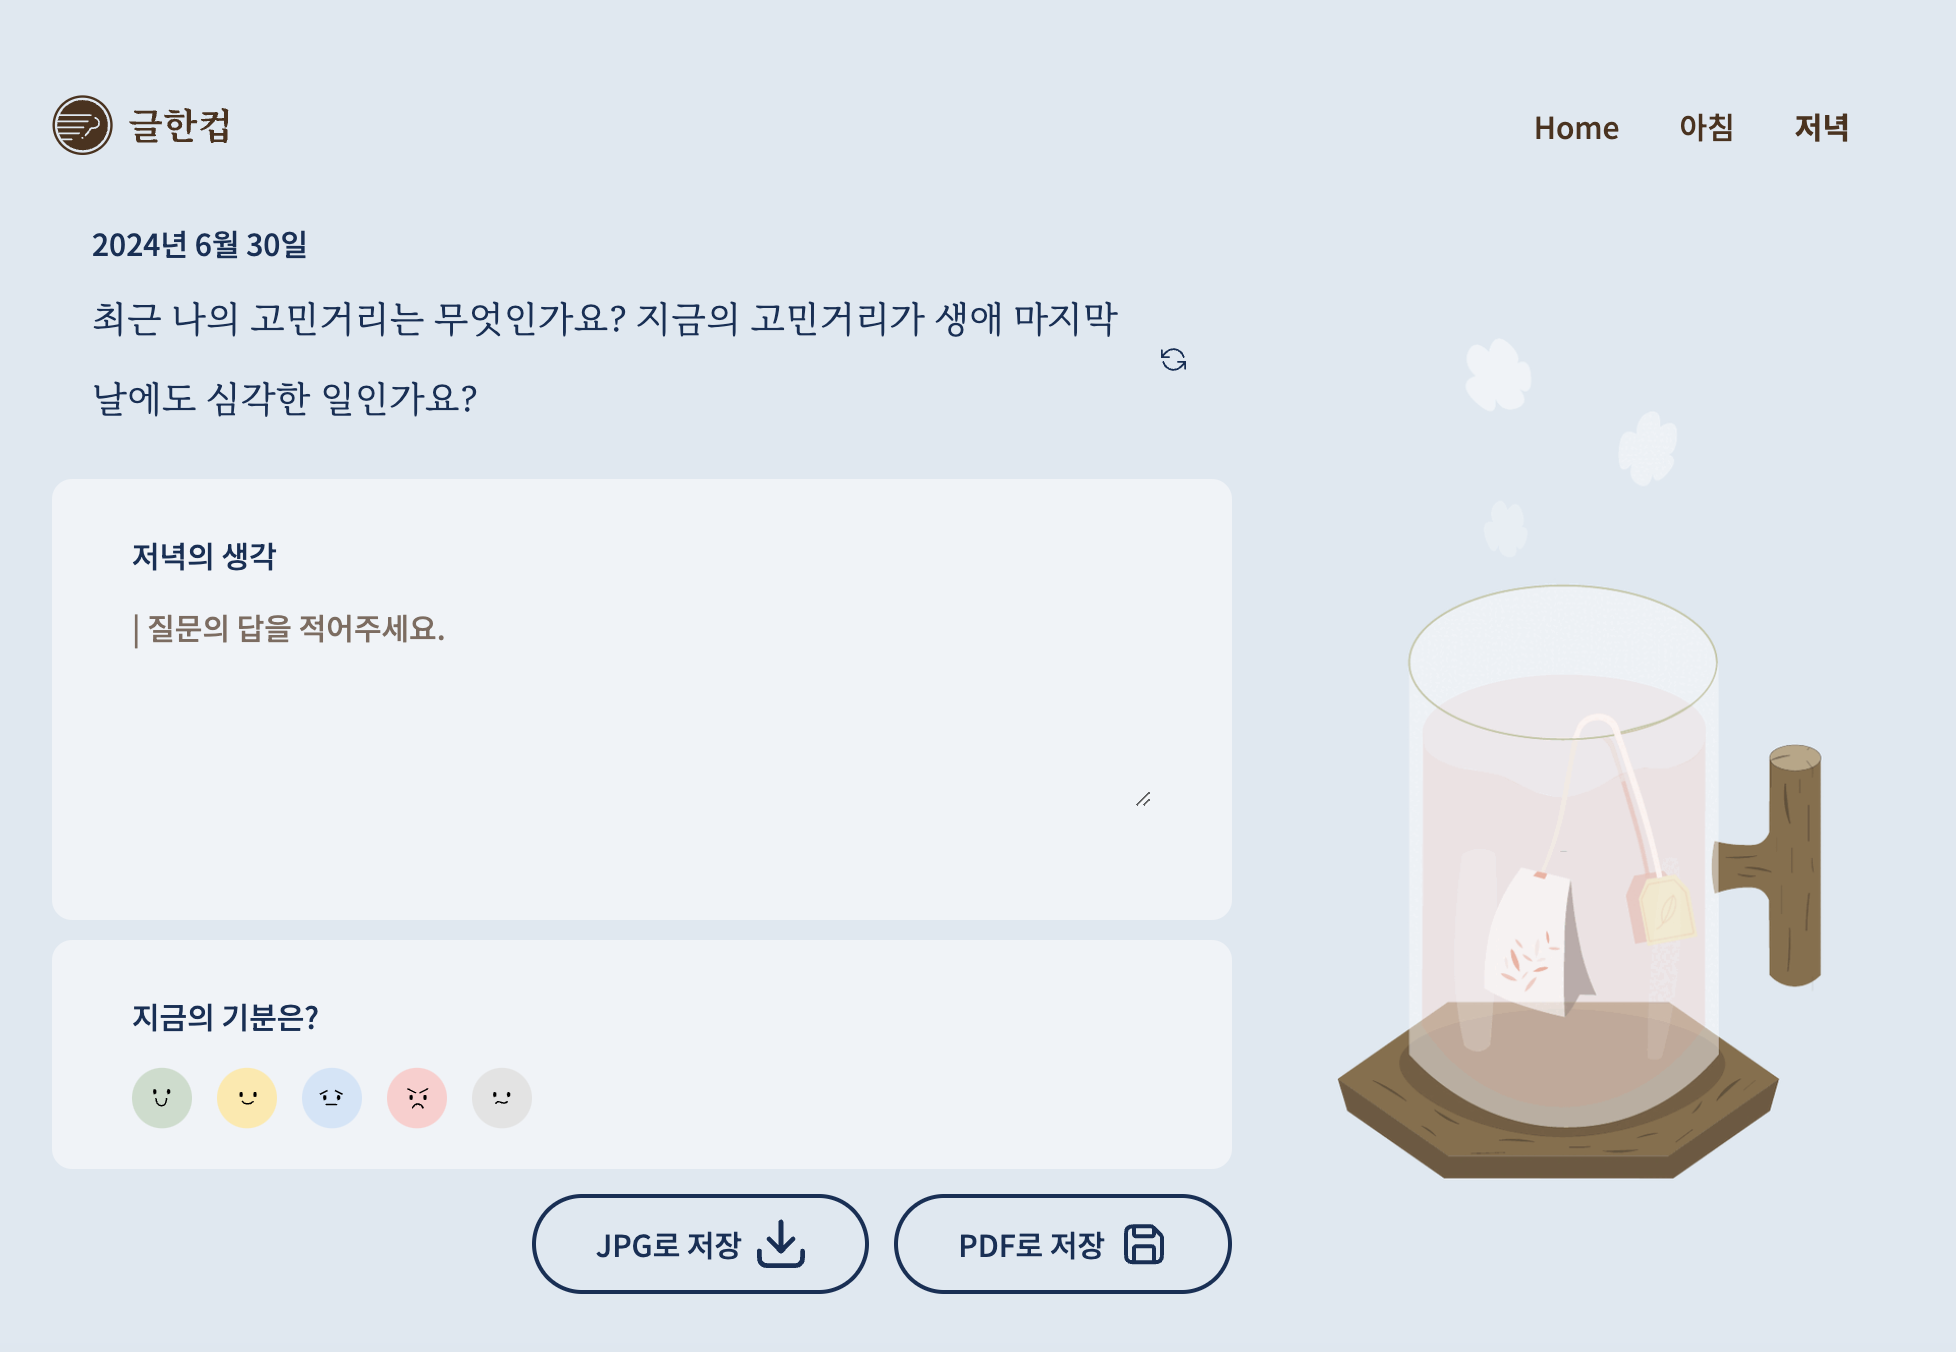 글한컵
Home 아침 저녁
2024년 6월 30일
최근 나의 고민거리는 무엇인가요? 지금의 고민거리가 생애 마지막
날에도 심각한 일인가요?
저녁의 생각
| 질문의 답을 적어주세요.
지금의 기분은?
JPG로 저장
PDF로 저장